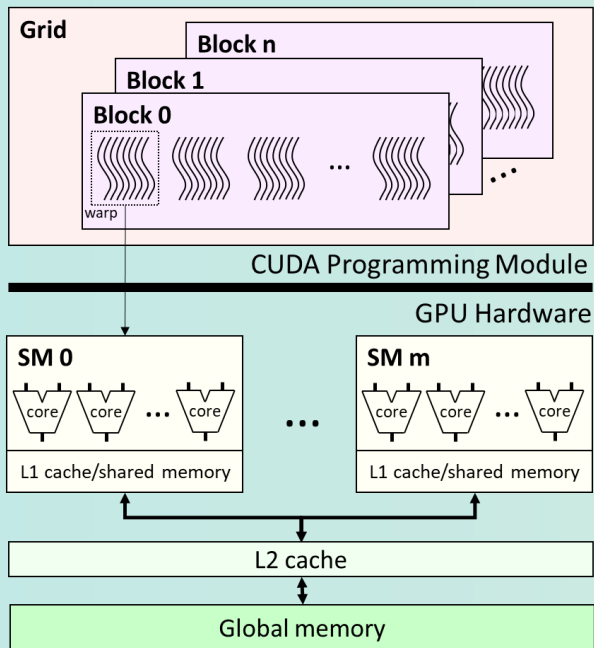 Grid
Block n
Block 1
Block 0
...
...
warp
CUDA Programming Module
GPU Hardware
SM 0
core core ... core
L1 cache/shared memory
...
SM m
core core ... core
L1 cache/shared memory
L2 cache
Global memory